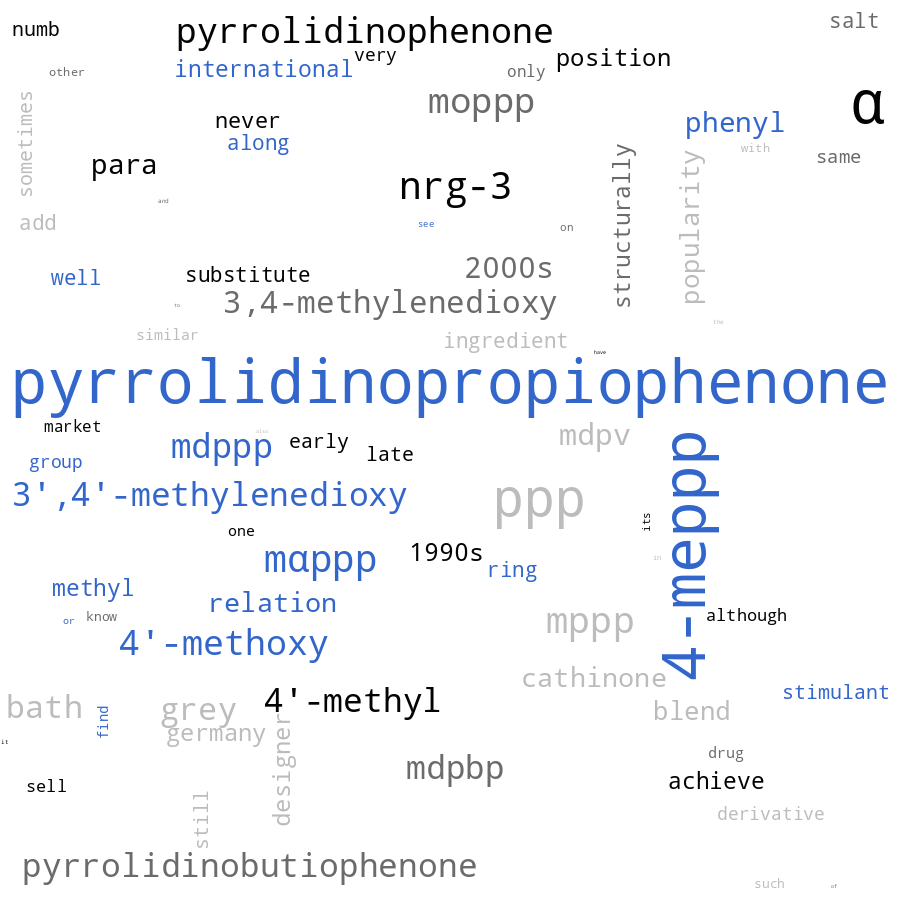 numb
pyrrolidinophenone
salt
other
international
very
only
position
moppp
α
never
along
phenyl
with
sometimes
para
same
nrg-3
structurally
popularity
and
add
see
on
well
substitute
2000s
3,4-methylenedioxy
to
similar
ingredient
the
have
pyrrolidinopropiophenone
market
mdppp
also
early
late
mdpv
group
3',4'-methylenedioxy
ppp
4-meppp
its
one
mαppp
1990s
ring
in
methyl
relation
or
know
4'-methoxy
mppp
although
cathinone
bath
find
grey
4'-methyl
stimulant
germany
designer
blend
it
mdpbp
drug
sell
achieve
still
derivative
pyrrolidinobutiophenone
such
of